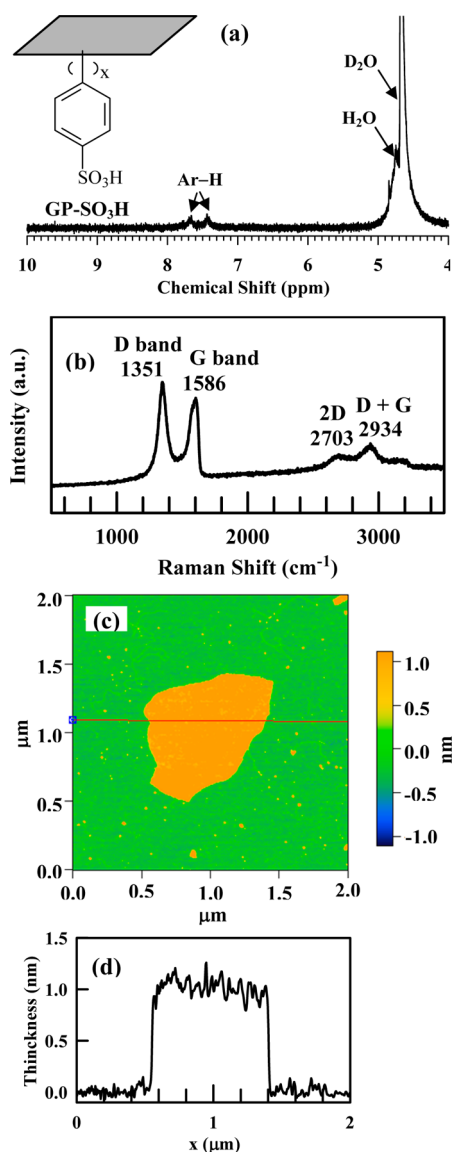 (a)
( )x
SO3H
GP-SO3H
Ar–H
D2O
H2O
10 9 8 7 6 5 4
Chemical Shift (ppm)
(b)
D band
1351
G band
1586
2D
2703
D + G
2934
Intensity (a.u.)
1000 2000 3000
Raman Shift (cm-1)
(c)
2.0
1.5
1.0
0.5
0.0
μm
0.0 0.5 1.0 1.5 2.0
μm
1.0
0.5
0.0
-0.5
-1.0
nm
(d)
1.5
1.0
0.5
0.0
Thinckness (nm)
0 1 2
x (μm)